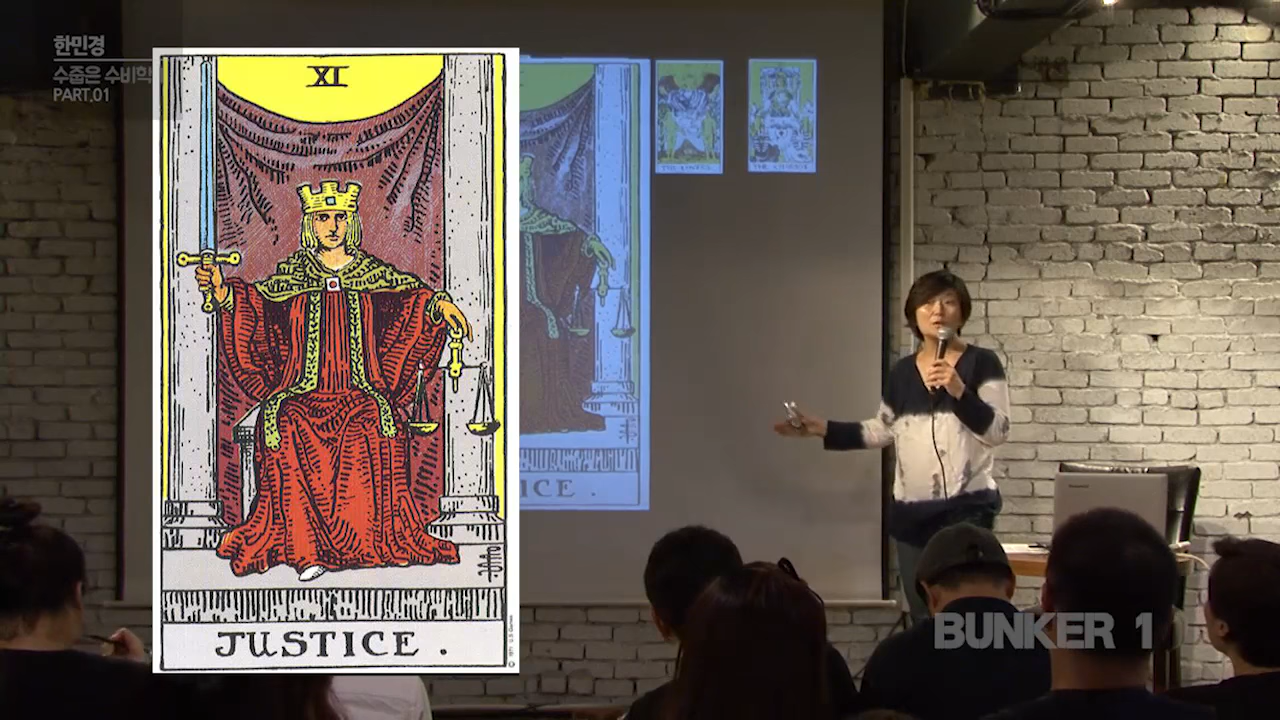 한민경
수줍은 수비학
PART.01
XI
JUSTICE .
ICE .
BUNKER 1